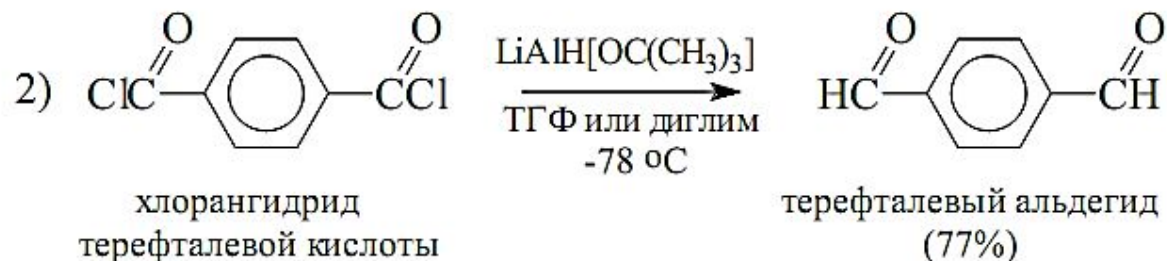 2) ClC O CCl O LiAlH[OC(CH₃)₃] HC O CH O
ТГФ или диглим
-78 °C
хлорангидрид терефталевый альдегид
терефталевой кислоты (77%)